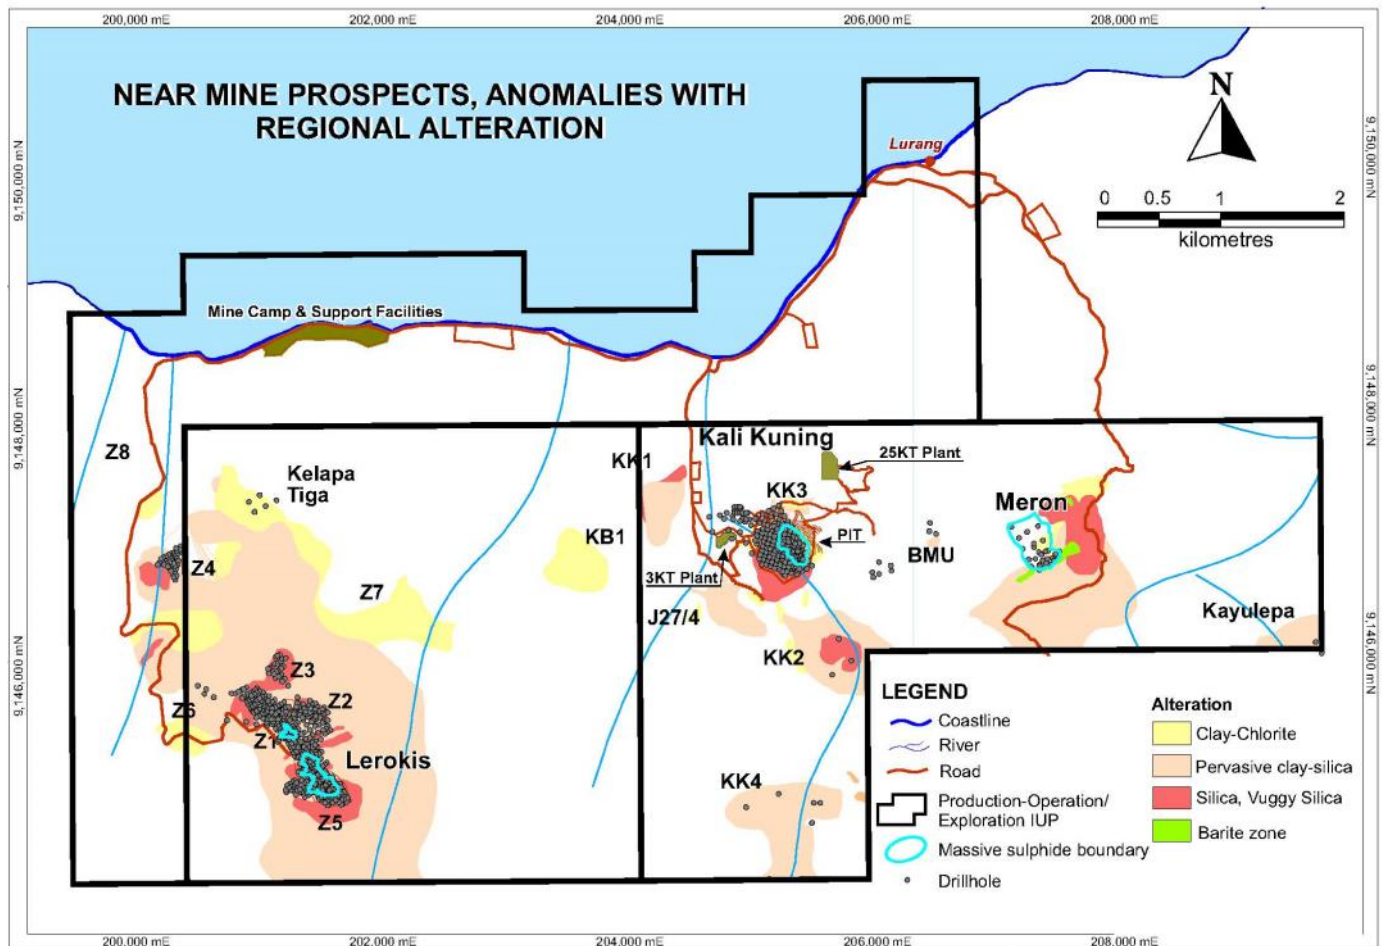 200,000 mE
202,000 mE
204,000 mE
206,000 mE
208,000 mE
NEAR MINE PROSPECTS, ANOMALIES WITH
REGIONAL ALTERATION
N
Lurang
9,150,000 mN
9,150,000 mN
0 0.5 1 2
kilometres
Mine Camp & Support Facilities
9,148,000 mN
9,148,000 mN
Z8
Kelapa
Tiga
KK1
Kali Kuning
25KT Plant
KK3
Meron
KB1
PIT
BMU
Z4
3KT Plant
Z7
J27/4
Kayulepa
9,146,000 mN
9,146,000 mN
KK2
Z3
Z6
Z2
Z1
Lerokis
Z5
KK4
LEGEND
Coastline
River
Road
Production-Operation/
Exploration IUP
Massive sulphide boundary
Drillhole
Alteration
Clay-Chlorite
Pervasive clay-silica
Silica, Vuggy Silica
Barite zone
200,000 mE
202,000 mE
204,000 mE
206,000 mE
208,000 mE